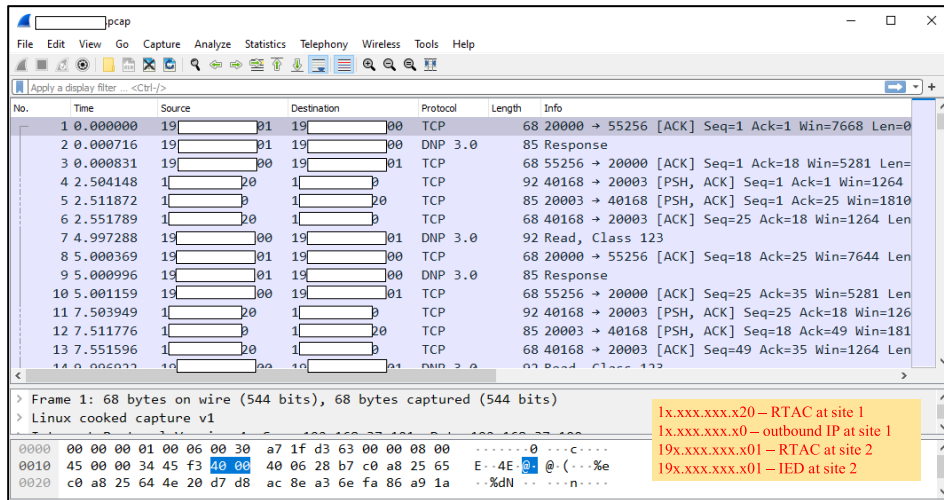 .pcap
File Edit View Go Capture Analyze Statistics Telephony Wireless Tools Help
Apply a display filter ... <Ctrl-/>
No. Time Source Destination Protocol Length Info
1 0.000000 19 01 19 00 TCP 68 20000 → 55256 [ACK] Seq=1 Ack=1 Win=7668 Len=0
2 0.000716 19 01 19 00 DNP 3.0 85 Response
3 0.000831 19 00 19 01 TCP 68 55256 → 20000 [ACK] Seq=1 Ack=18 Win=5281 Len=
4 2.504148 1 20 1 0 TCP 92 40168 → 20003 [PSH, ACK] Seq=1 Ack=1 Win=1264
5 2.511872 1 0 1 20 TCP 85 20003 → 40168 [PSH, ACK] Seq=1 Ack=25 Win=1810
6 2.551789 1 20 1 0 TCP 68 40168 → 20003 [ACK] Seq=25 Ack=18 Win=1264 Len
7 4.997288 19 00 19 01 DNP 3.0 92 Read, Class 123
8 5.000369 19 01 19 00 TCP 68 20000 → 55256 [ACK] Seq=18 Ack=25 Win=7644 Len
9 5.000996 19 01 19 00 DNP 3.0 85 Response
10 5.001159 19 00 19 01 TCP 68 55256 → 20000 [ACK] Seq=25 Ack=35 Win=5281 Len
11 7.503949 1 20 1 0 TCP 92 40168 → 20003 [PSH, ACK] Seq=25 Ack=18 Win=126
12 7.511776 1 0 1 20 TCP 85 20003 → 40168 [PSH, ACK] Seq=18 Ack=49 Win=181
13 7.551596 1 20 1 0 TCP 68 40168 → 20003 [ACK] Seq=49 Ack=35 Win=1264 Len
14 9.996922 19 00 19 01 DNP 3.0 92 Read, Class 123
> Frame 1: 68 bytes on wire (544 bits), 68 bytes captured (544 bits)
> Linux cooked capture v1
0000 00 00 00 01 00 06 00 30 a7 1f d3 63 00 00 08 00 ·······0 ···c····
0010 45 00 00 34 45 f3 40 00 40 06 28 b7 c0 a8 25 65 E··4E·@· @·(···%e
0020 c0 a8 25 64 4e 20 d7 d8 ac 8e a3 6e fa 86 a9 1a ··%dN ·· ···n····
1x.xxx.xxx.x20 – RTAC at site 1
1x.xxx.xxx.x0 – outbound IP at site 1
19x.xxx.xxx.x01 – RTAC at site 2
19x.xxx.xxx.x01 – IED at site 2